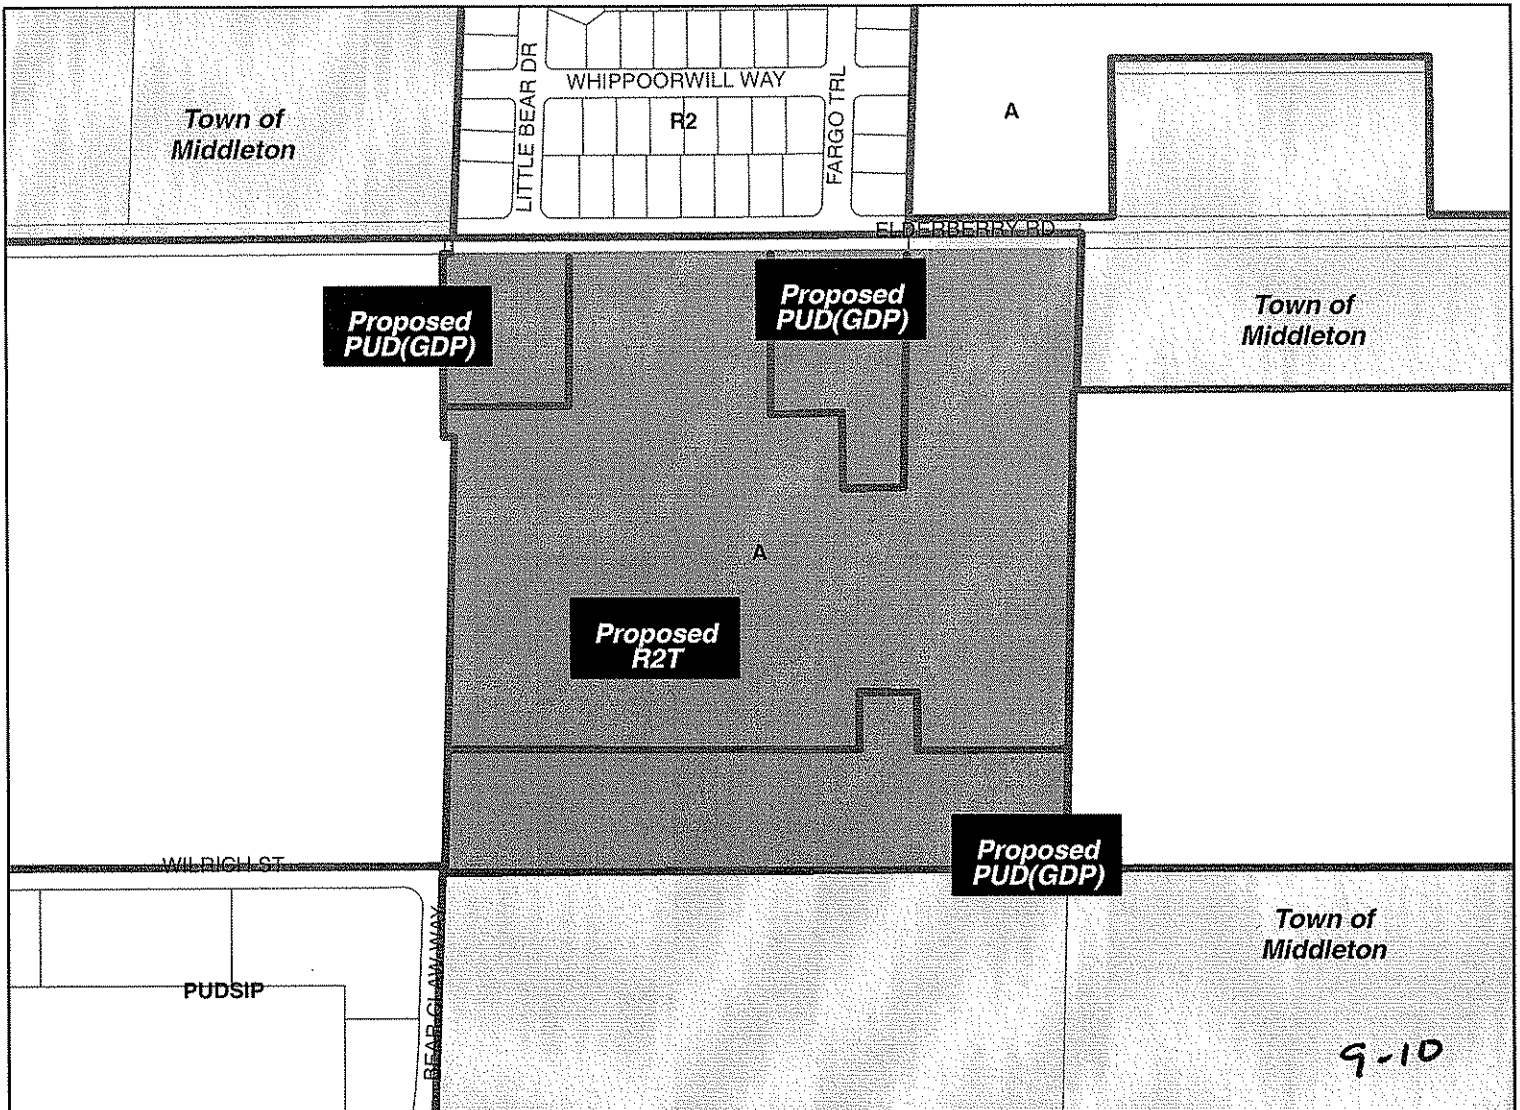 WHIPPOORWILL WAY
LITTLE BEAR DR
FARGO TRL
R2
A
Town of
Middleton
ELDERBERRY RD
Proposed
PUD(GDP)
Proposed
PUD(GDP)
Town of
Middleton
A
Proposed
R2T
Proposed
PUD(GDP)
WILRICH ST
BEAR CLAW WAY
PUDSIP
Town of
Middleton
9-10